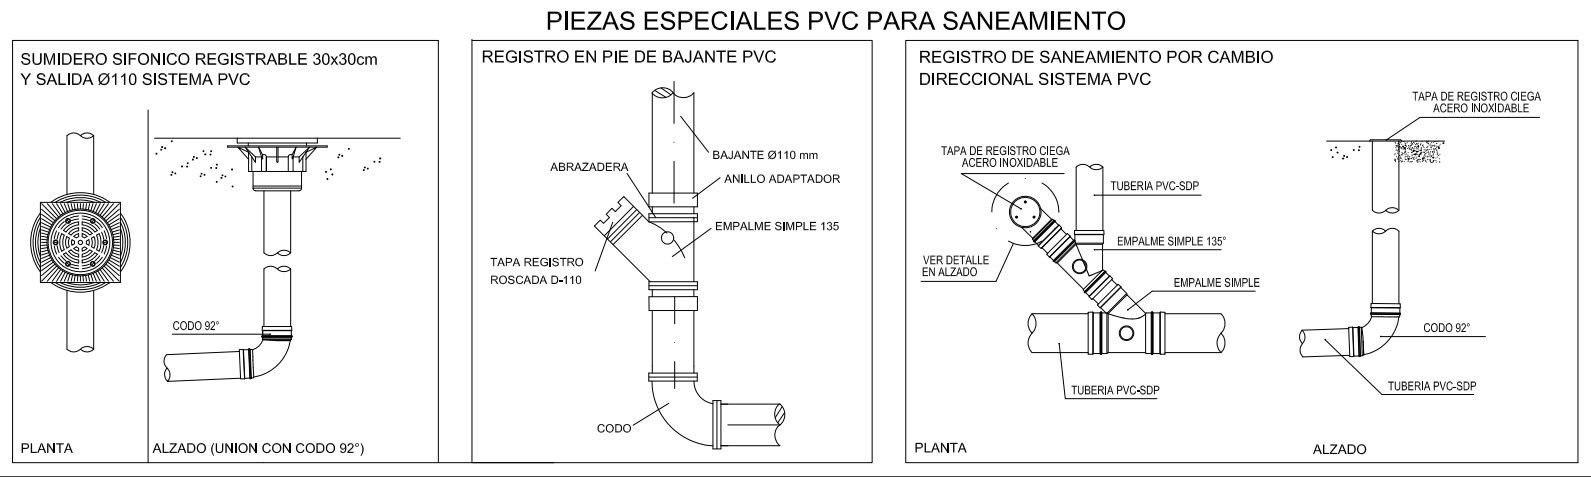 PIEZAS ESPECIALES PVC PARA SANEAMIENTO
SUMIDERO SIFONICO REGISTRABLE 30x30cm
Y SALIDA Ø110 SISTEMA PVC
CODO 92°
PLANTA
ALZADO (UNION CON CODO 92°)
REGISTRO EN PIE DE BAJANTE PVC
BAJANTE Ø110 mm
ABRAZADERA
ANILLO ADAPTADOR
EMPALME SIMPLE 135
TAPA REGISTRO
ROSCADA D-110
CODO
REGISTRO DE SANEAMIENTO POR CAMBIO
DIRECCIONAL SISTEMA PVC
TAPA DE REGISTRO CIEGA
ACERO INOXIDABLE
TUBERIA PVC-SDP
EMPALME SIMPLE 135°
VER DETALLE
EN ALZADO
EMPALME SIMPLE
TUBERIA PVC-SDP
PLANTA
TAPA DE REGISTRO CIEGA
ACERO INOXIDABLE
CODO 92°
TUBERIA PVC-SDP
ALZADO